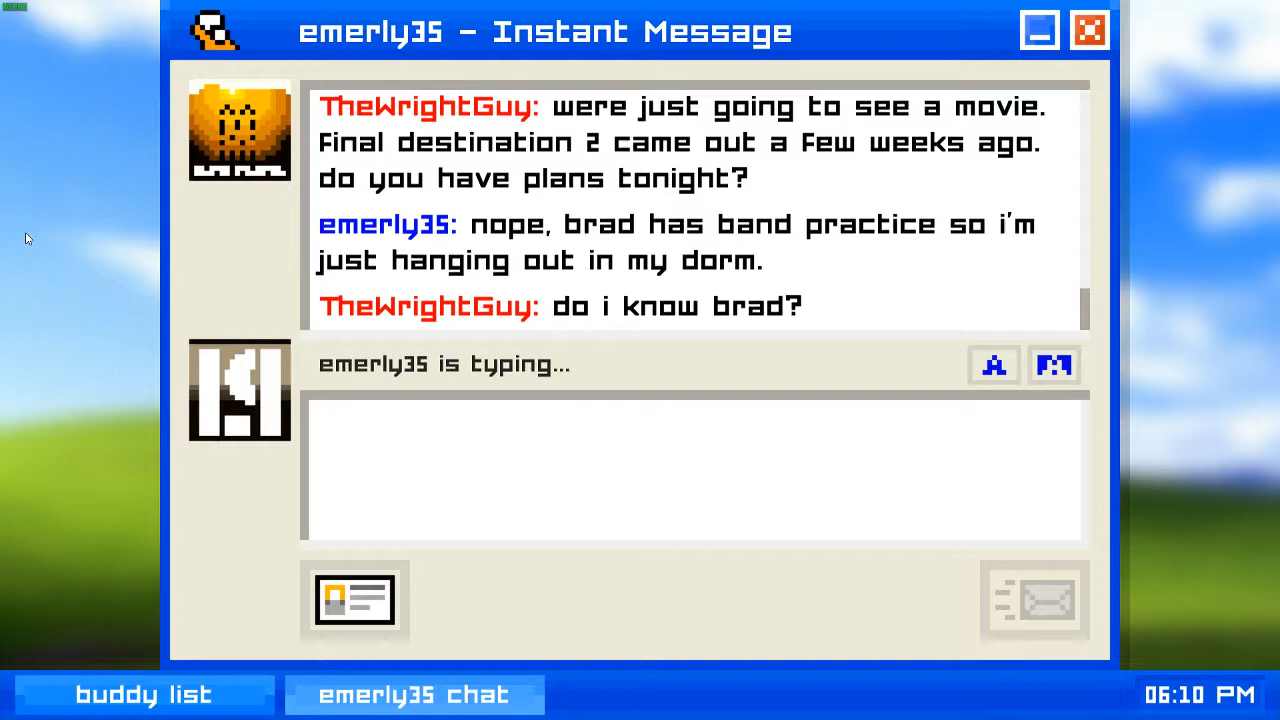 emerly35 - Instant Message
TheWrightGuy: were just going to see a movie.
Final destination 2 came out a few weeks ago.
do you have plans tonight?
emerly35: nope, brad has band practice so i'm
just hanging out in my dorm.
TheWrightGuy: do i know brad?
emerly35 is typing...
A
buddy list
emerly35 chat
06:10 PM